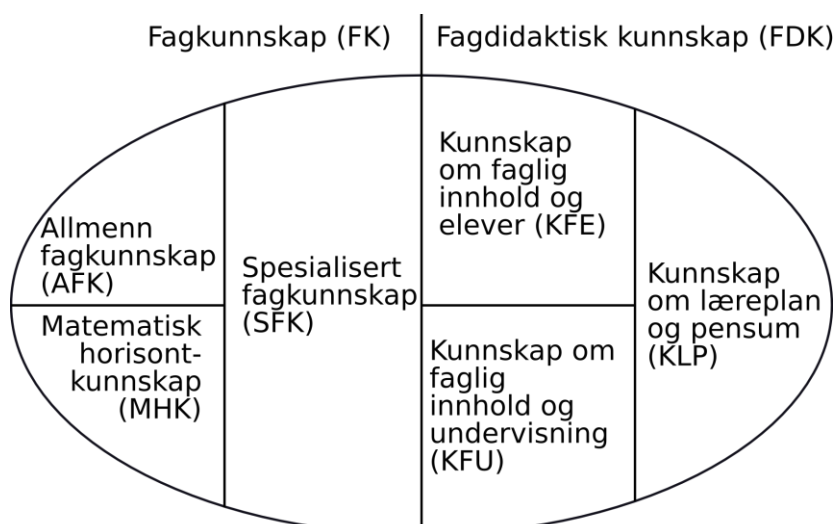 Fagkunnskap (FK)
Fagdidaktisk kunnskap (FDK)
Allmenn
fagkunnskap
(AFK)
Matematisk
horisont-
kunnskap
(MHK)
Spesialisert
fagkunnskap
(SFK)
Kunnskap
om faglig
innhold og
elever (KFE)
Kunnskap om
faglig
innhold og
undervisning
(KFU)
Kunnskap
om læreplan
og pensum
(KLP)